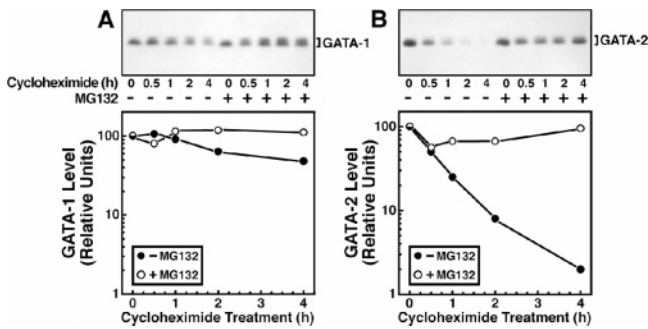 A
B
GATA-1
GATA-2
0 0.5 1 2 4 0 0.5 1 2 4
0 0.5 1 2 4 0 0.5 1 2 4
Cycloheximide (h)
MG132
- - - - - + + + + +
- - - - - + + + + +
GATA-1 Level
(Relative Units)
100
10
1
- MG132
+ MG132
0 1 2 3 4
Cycloheximide Treatment (h)
GATA-2 Level
(Relative Units)
100
10
1
- MG132
+ MG132
0 1 2 3 4
Cycloheximide Treatment (h)